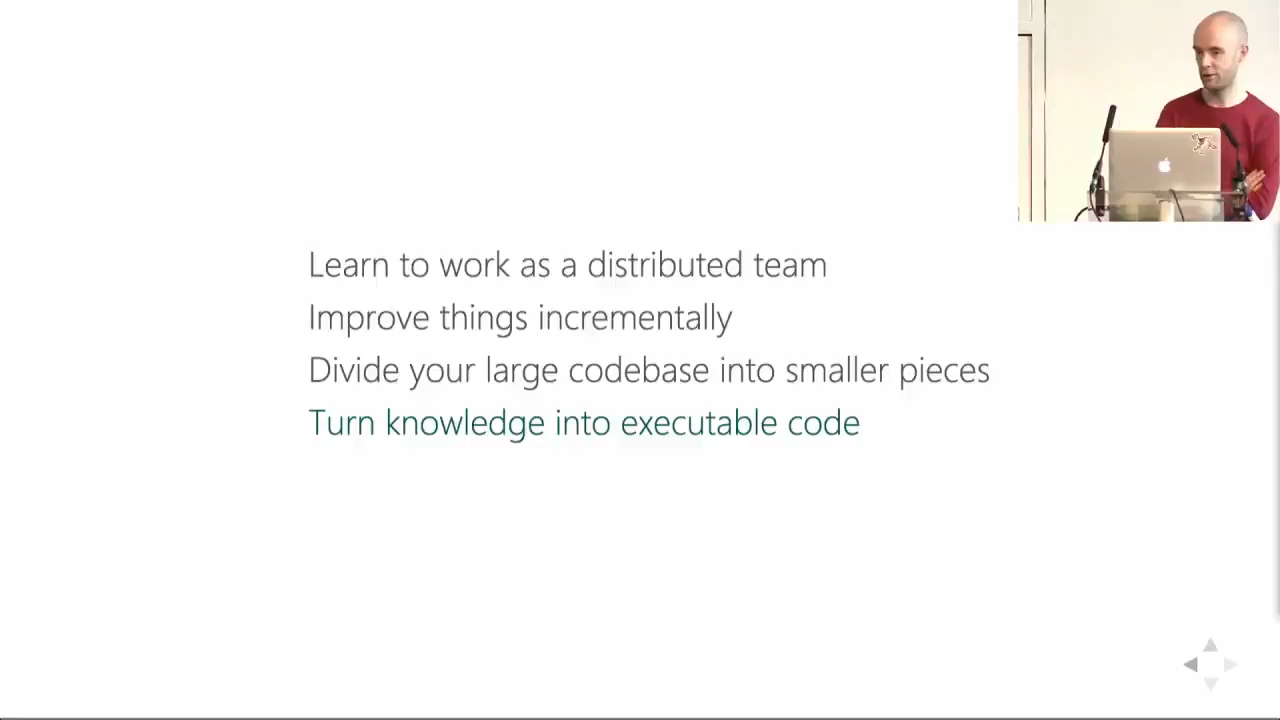 Learn to work as a distributed team
Improve things incrementally
Divide your large codebase into smaller pieces
Turn knowledge into executable code